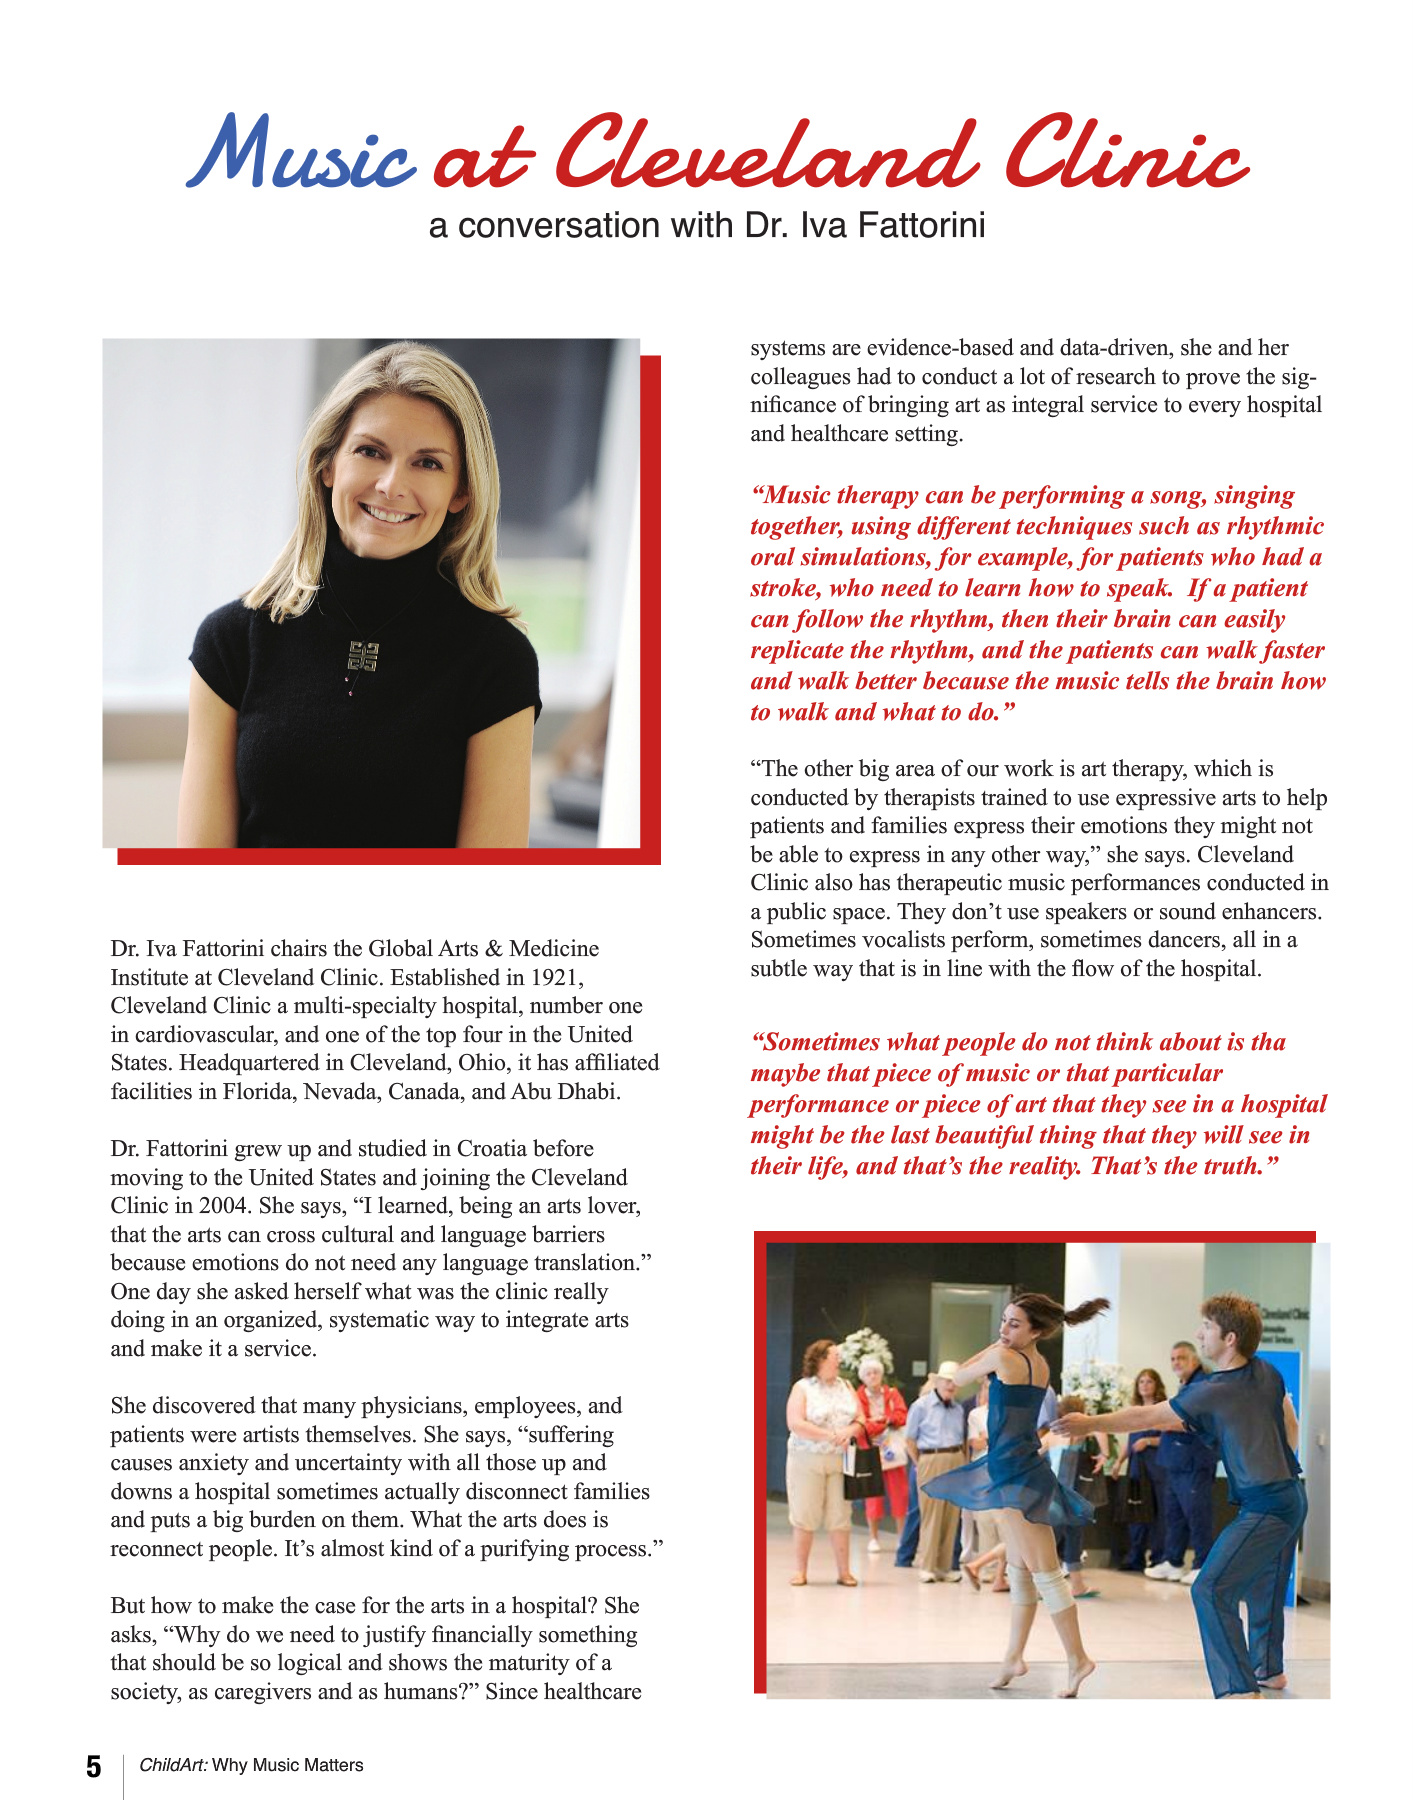 Music at Cleveland Clinic
a conversation with Dr. Iva Fattorini
Dr. Iva Fattorini chairs the Global Arts & Medicine
Institute at Cleveland Clinic. Established in 1921,
Cleveland Clinic a multi-specialty hospital, number one
in cardiovascular, and one of the top four in the United
States. Headquartered in Cleveland, Ohio, it has affiliated
facilities in Florida, Nevada, Canada, and Abu Dhabi.
Dr. Fattorini grew up and studied in Croatia before
moving to the United States and joining the Cleveland
Clinic in 2004. She says, “I learned, being an arts lover,
that the arts can cross cultural and language barriers
because emotions do not need any language translation.”
One day she asked herself what was the clinic really
doing in an organized, systematic way to integrate arts
and make it a service.
She discovered that many physicians, employees, and
patients were artists themselves. She says, “suffering
causes anxiety and uncertainty with all those up and
downs a hospital sometimes actually disconnect families
and puts a big burden on them. What the arts does is
reconnect people. It’s almost kind of a purifying process.”
But how to make the case for the arts in a hospital? She
asks, “Why do we need to justify financially something
that should be so logical and shows the maturity of a
society, as caregivers and as humans?” Since healthcare
systems are evidence-based and data-driven, she and her
colleagues had to conduct a lot of research to prove the sig-
nificance of bringing art as integral service to every hospital
and healthcare setting.
“Music therapy can be performing a song, singing
together, using different techniques such as rhythmic
oral simulations, for example, for patients who had a
stroke, who need to learn how to speak.  If a patient
can follow the rhythm, then their brain can easily
replicate the rhythm, and the patients can walk faster
and walk better because the music tells the brain how
to walk and what to do.”
“The other big area of our work is art therapy, which is
conducted by therapists trained to use expressive arts to help
patients and families express their emotions they might not
be able to express in any other way,” she says. Cleveland
Clinic also has therapeutic music performances conducted in
a public space. They don’t use speakers or sound enhancers.
Sometimes vocalists perform, sometimes dancers, all in a
subtle way that is in line with the flow of the hospital.
“Sometimes what people do not think about is tha
maybe that piece of music or that particular
performance or piece of art that they see in a hospital
might be the last beautiful thing that they will see in
their life, and that’s the reality. That’s the truth.”
Cleveland Clinic
5
ChildArt: Why Music Matters